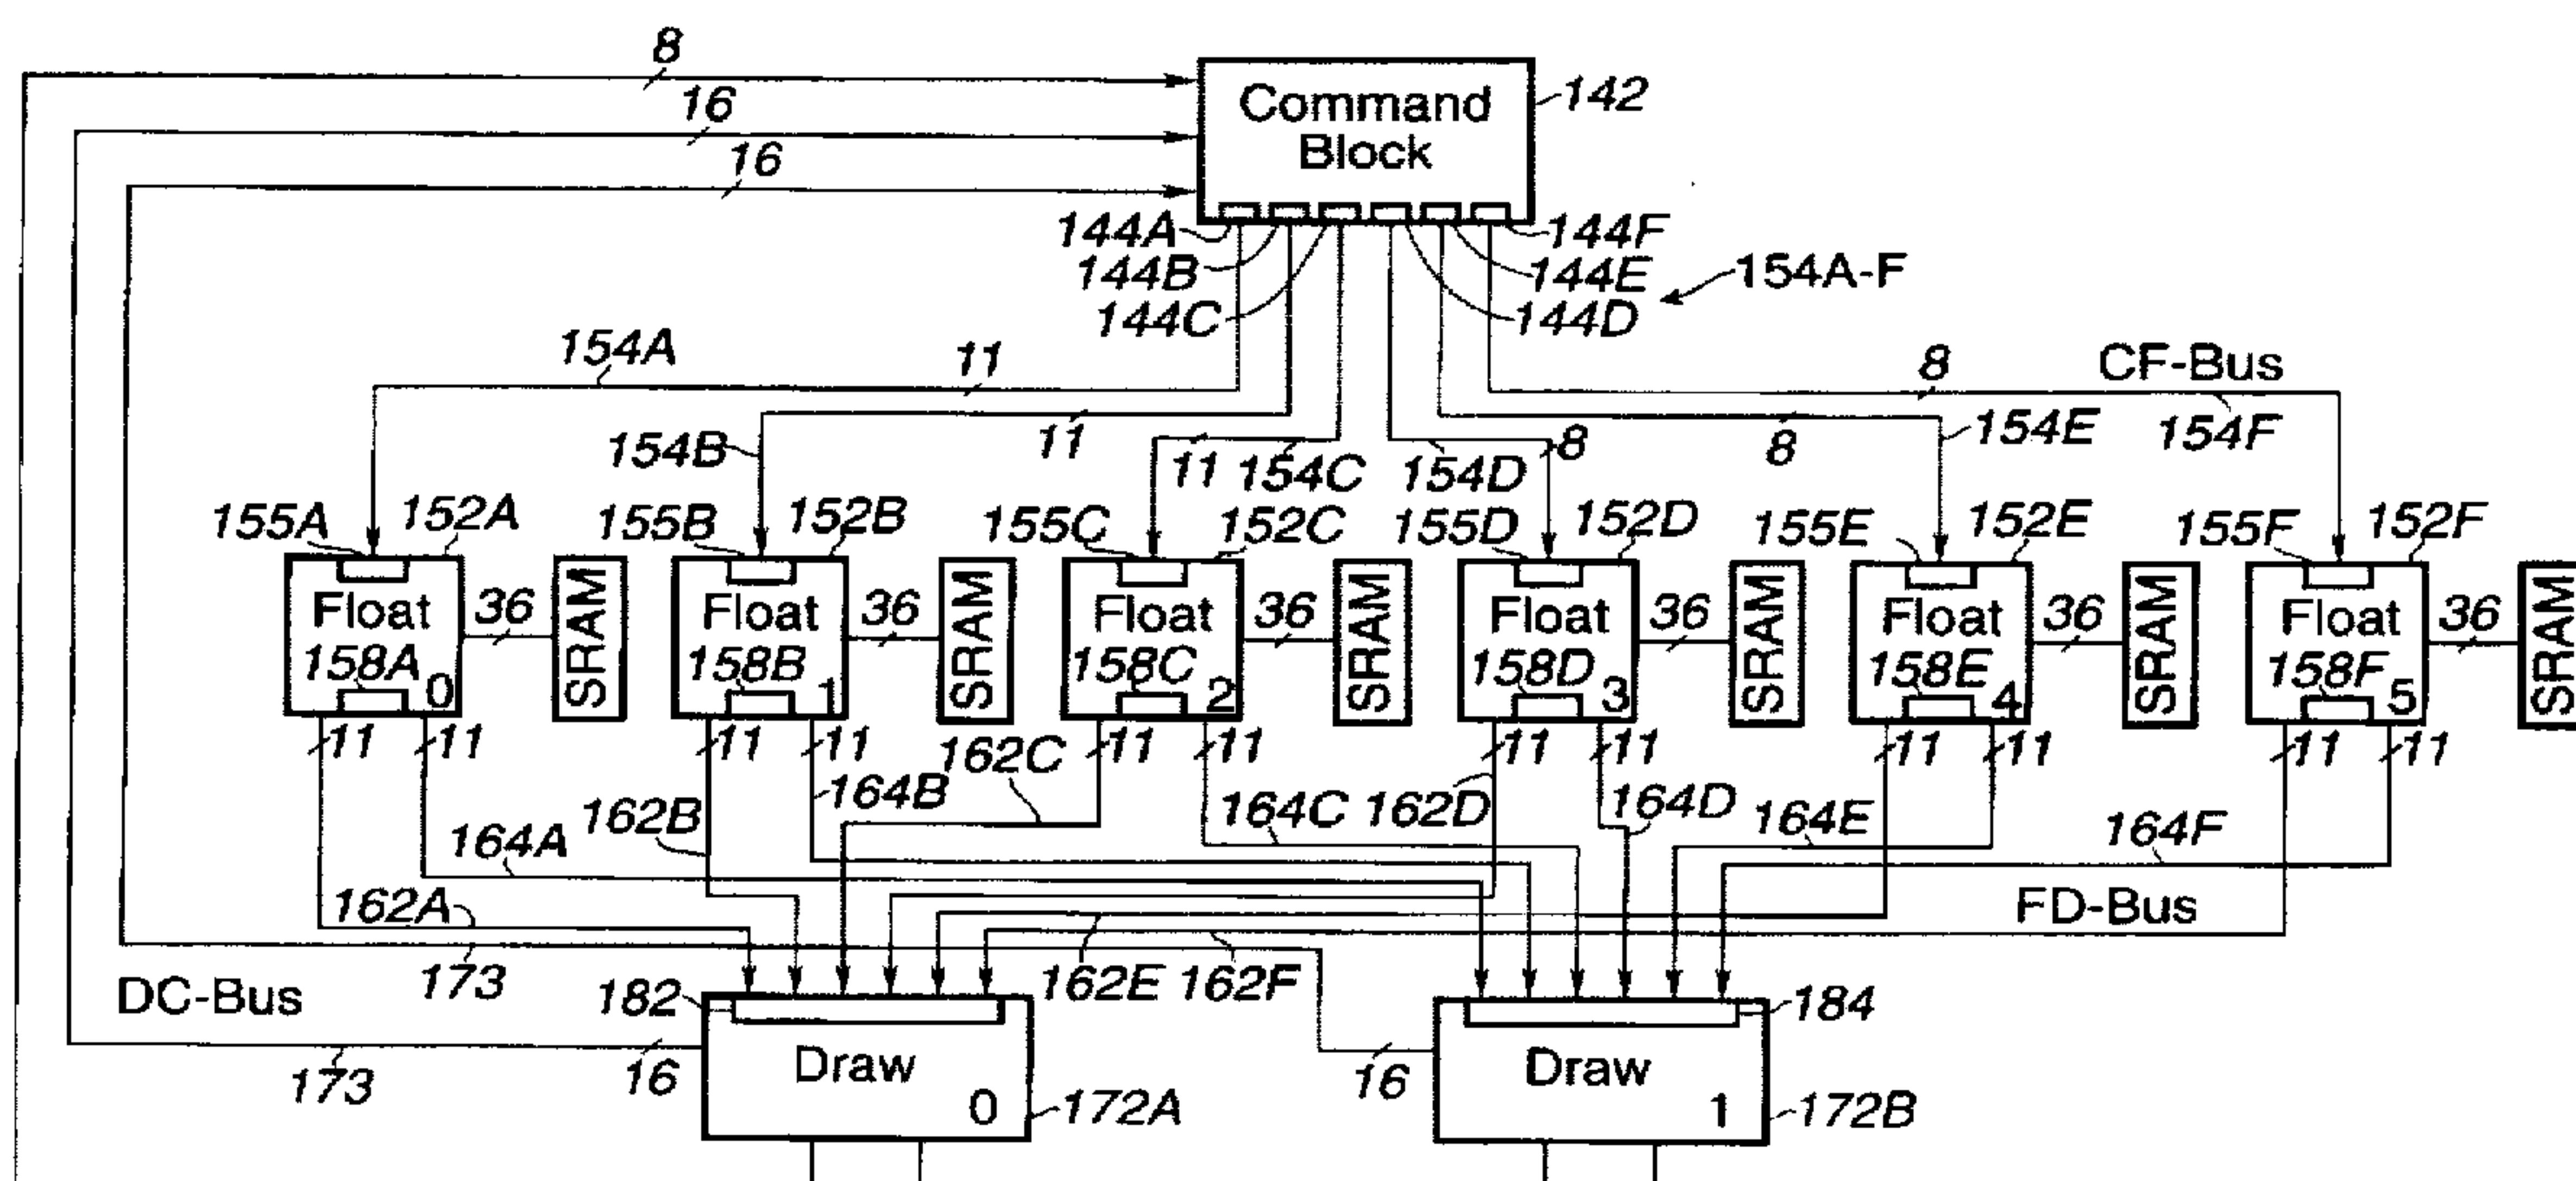 8
16
16
Command
Block
142
144A
144B
144C
144F
144E
144D
154A-F
154A
11
11
154B
11
154C
154D
8
8
154E
8
CF-Bus
154F
155A
152A
155B
152B
155C
152C
155D
152D
155E
152E
155F
152F
Float
158A
0
36
SRAM
Float
158B
1
36
SRAM
Float
158C
2
36
SRAM
Float
158D
3
36
SRAM
Float
158E
4
36
SRAM
Float
158F
5
36
SRAM
11
11
11
11
11
11
11
11
11
11
11
11
162C
162B
164B
164C
162D
164D
164E
164F
164A
162A
FD-Bus
173
162E
162F
DC-Bus
182
184
173
16
Draw
0
172A
16
Draw
1
172B